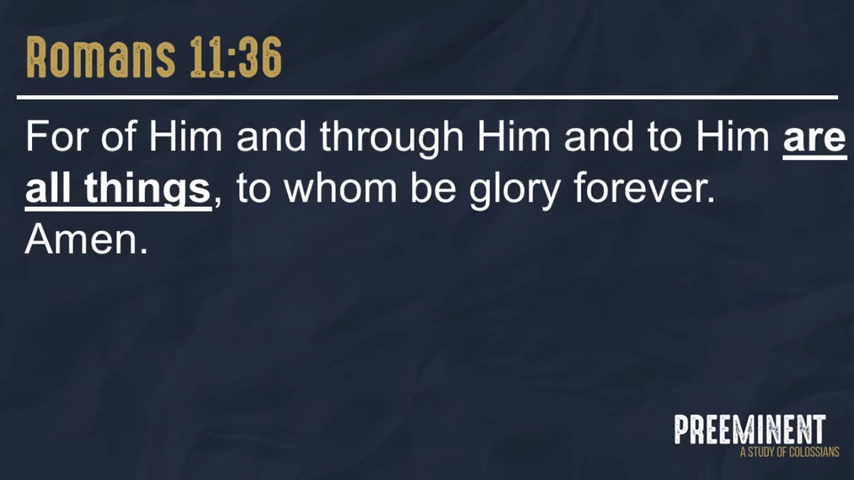 Romans 11:36
For of Him and through Him and to Him are
all things, to whom be glory forever.
Amen.
PREEMINENT
A STUDY OF COLOSSIANS